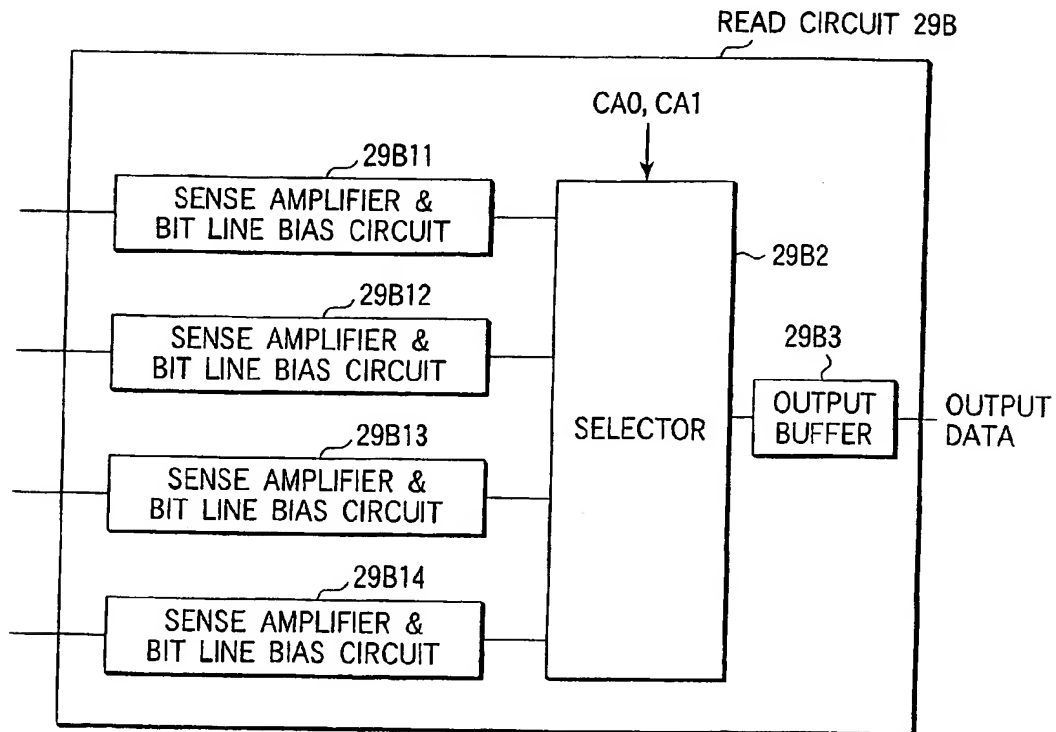 READ CIRCUIT 29B
CA0, CA1
29B11
SENSE AMPLIFIER &
BIT LINE BIAS CIRCUIT
29B2
29B12
SENSE AMPLIFIER &
BIT LINE BIAS CIRCUIT
29B3
SELECTOR
OUTPUT
BUFFER
OUTPUT
DATA
29B13
SENSE AMPLIFIER &
BIT LINE BIAS CIRCUIT
29B14
SENSE AMPLIFIER &
BIT LINE BIAS CIRCUIT